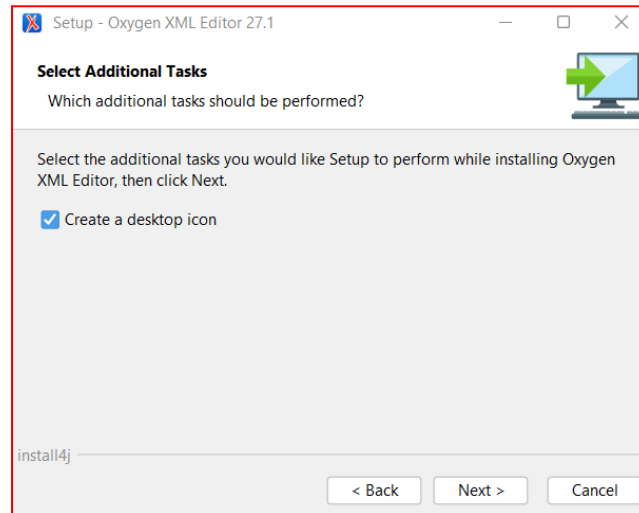 Setup - Oxygen XML Editor 27.1
Select Additional Tasks
Which additional tasks should be performed?
Select the additional tasks you would like Setup to perform while installing Oxygen
XML Editor, then click Next.
Create a desktop icon
install4j
< Back Next > Cancel